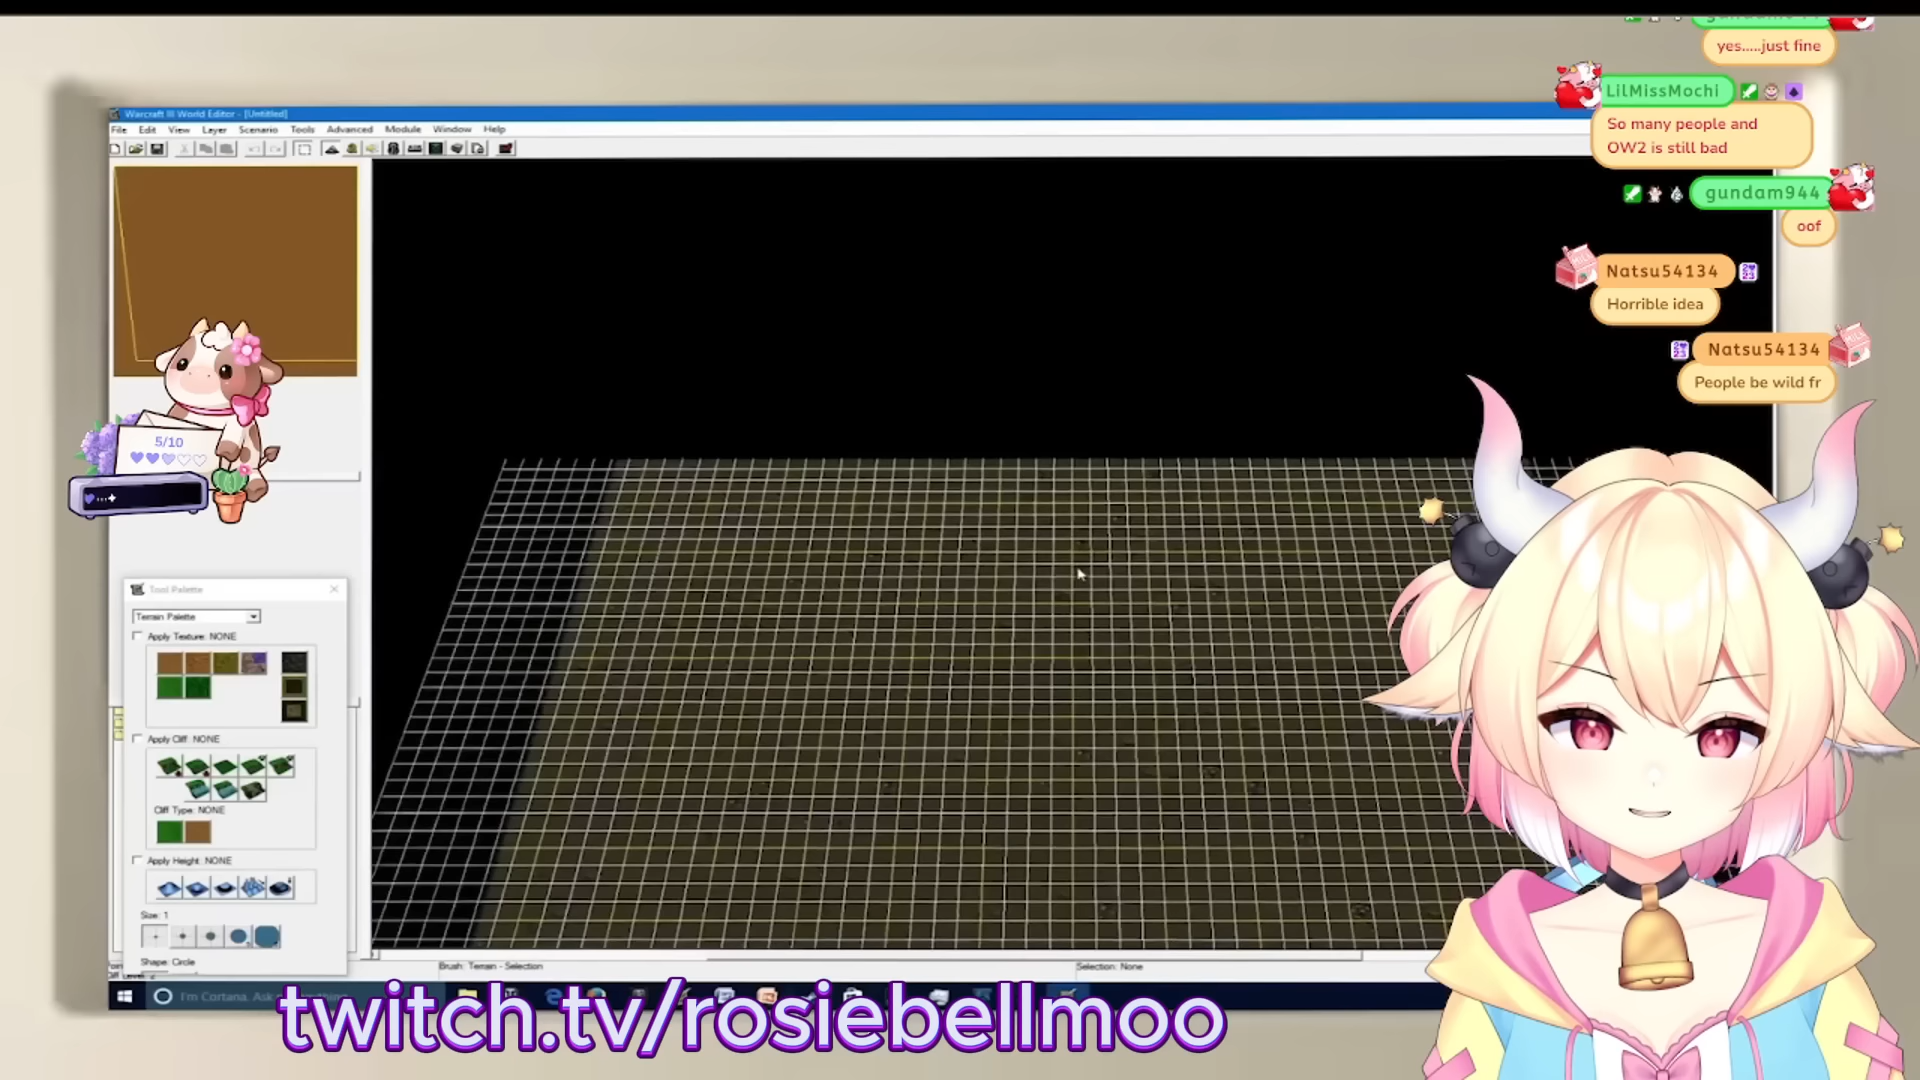 yes.....just fine
LilMissMochi
So many people and
OW2 is still bad
gundam944
oof
Natsu54134
Horrible idea
Natsu54134
People be wild fr
Warcraft III World Editor - [Untitled]
File Edit View Layer Scenario Tools Advanced Module Window Help
5/10
Tool Palette
Terrain Palette
Apply Texture: NONE
Apply Cliff: NONE
Cliff Type: NONE
Apply Height: NONE
Size: 1
Shape: Circle
Brush: Terrain - Selection
Selection: None
I'm Cortana. Ask
twitch.tv/rosiebellmoo